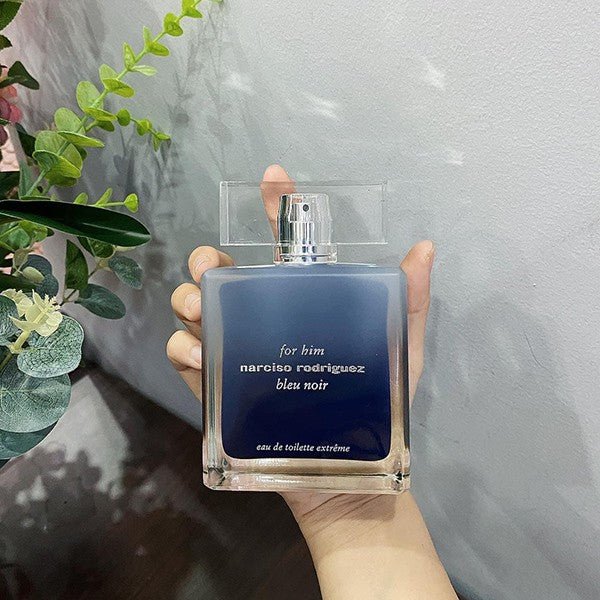 for him
narciso rodriguez
bleu noir
eau de toilette extrême